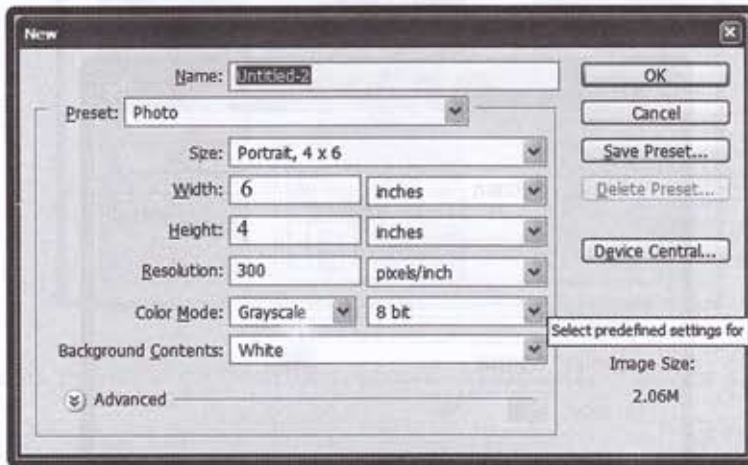 New
Name: Untitled-2
OK
Preset: Photo
Cancel
Size: Portrait, 4 x 6
Save Preset...
Width: 6 inches
Delete Preset...
Height: 4 inches
Device Central...
Resolution: 300 pixels/inch
Color Mode: Grayscale 8 bit
Select predefined settings for
Background Contents: White
Image Size:
Advanced
2.06M